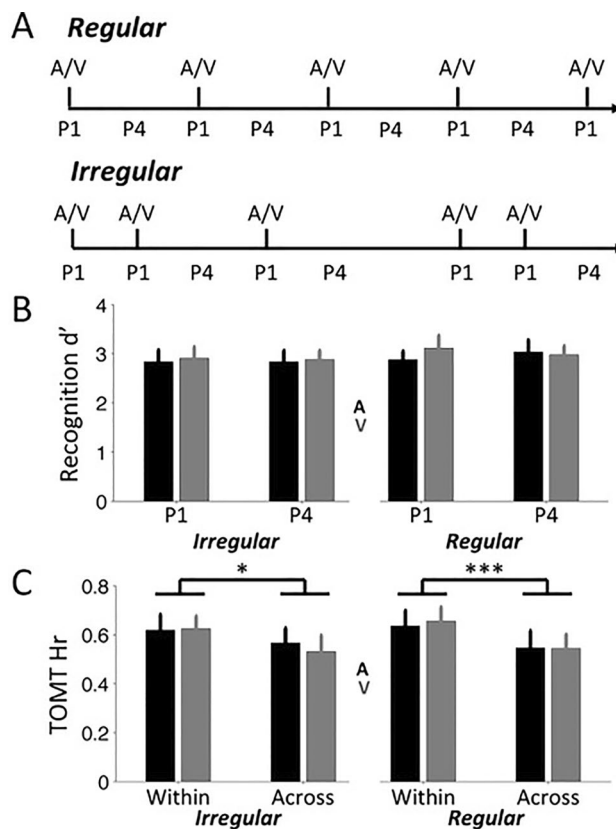 A Regular
A/V A/V A/V A/V A/V
P1 P4 P1 P4 P1 P4 P1 P4 P1
Irregular
A/V A/V A/V A/V A/V
P1 P1 P4 P1 P4 P1 P1 P4
B
Recognition d'
4
3
2
1
0
A
V
P1 P4 P1 P4
Irregular Regular
C
TOMT Hr
0.8
0.6
0.4
0.2
0
* ***
A
V
Within Across Within Across
Irregular Regular